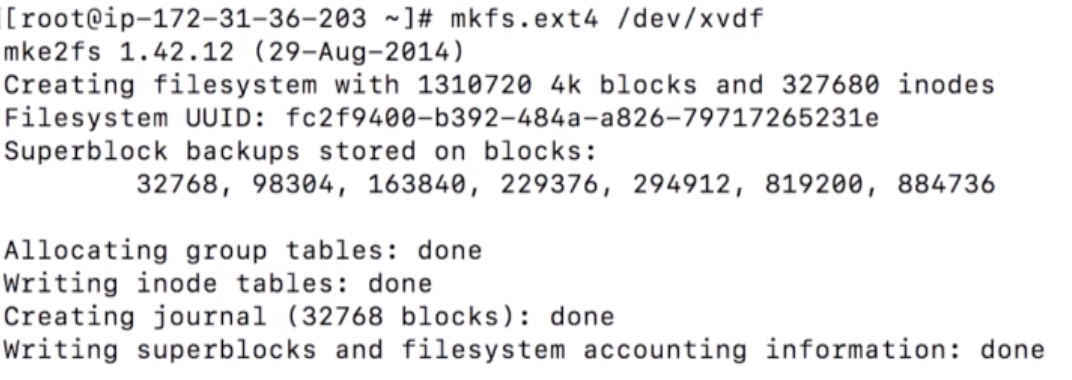 [[root@ip-172-31-36-203 ~]# mkfs.ext4 /dev/xvdf
mke2fs 1.42.12 (29-Aug-2014)
Creating filesystem with 1310720 4k blocks and 327680 inodes
Filesystem UUID: fc2f9400-b392-484a-a826-79717265231e
Superblock backups stored on blocks:
        32768, 98304, 163840, 229376, 294912, 819200, 884736

Allocating group tables: done
Writing inode tables: done
Creating journal (32768 blocks): done
Writing superblocks and filesystem accounting information: done